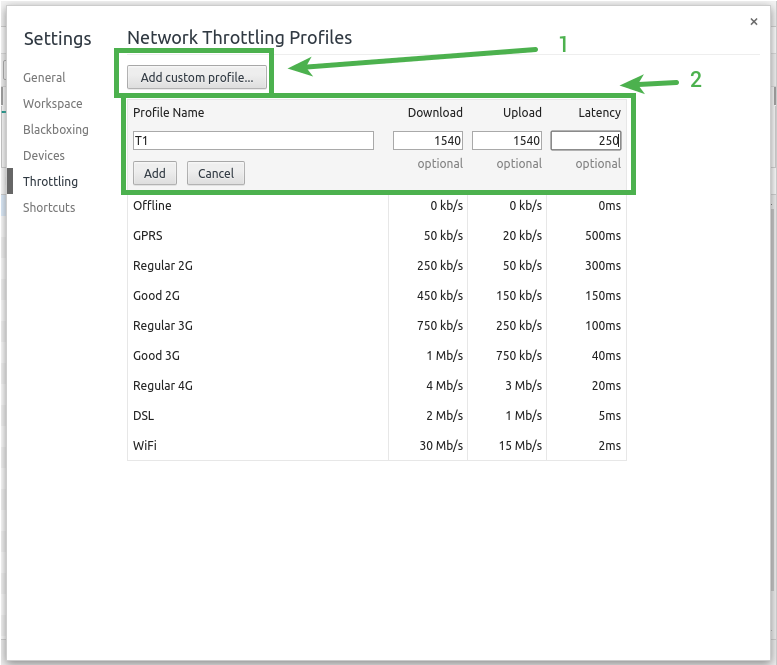 ×
Settings
Network Throttling Profiles
1
General
Add custom profile...
2
Workspace
Profile Name Download Upload Latency
Blackboxing
T1 1540 1540 250
Devices
optional optional optional
Add Cancel
Throttling
Shortcuts
Offline 0 kb/s 0 kb/s 0ms
GPRS 50 kb/s 20 kb/s 500ms
Regular 2G 250 kb/s 50 kb/s 300ms
Good 2G 450 kb/s 150 kb/s 150ms
Regular 3G 750 kb/s 250 kb/s 100ms
Good 3G 1 Mb/s 750 kb/s 40ms
Regular 4G 4 Mb/s 3 Mb/s 20ms
DSL 2 Mb/s 1 Mb/s 5ms
WiFi 30 Mb/s 15 Mb/s 2ms